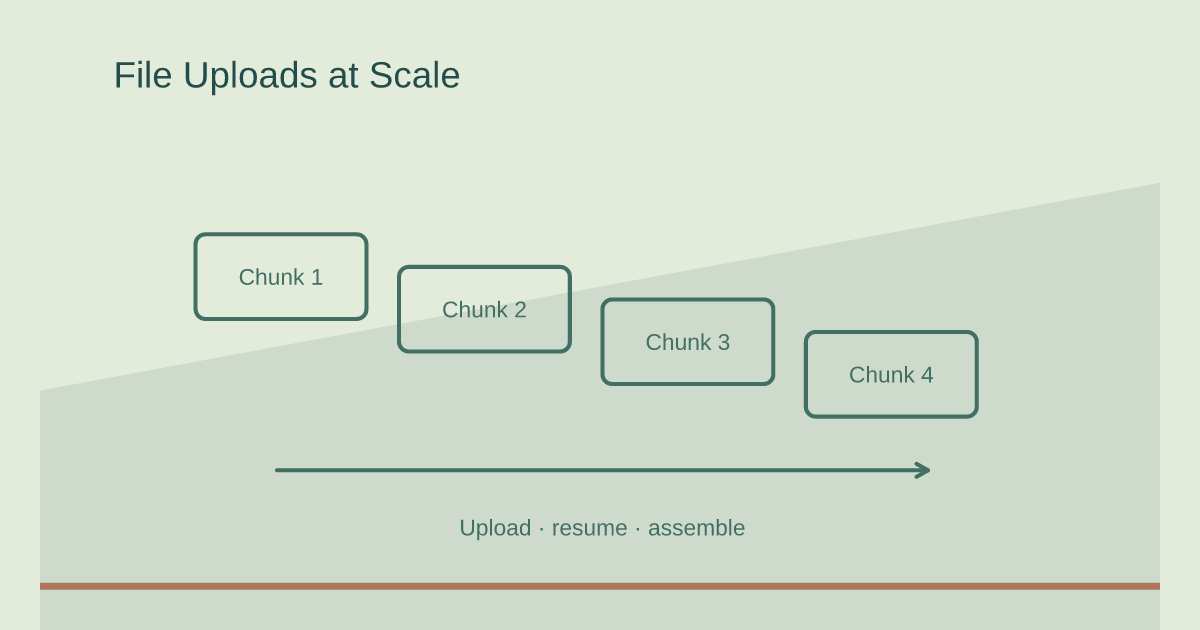 File Uploads at Scale
Chunk 1
Chunk 2
Chunk 3
Chunk 4
Upload · resume · assemble